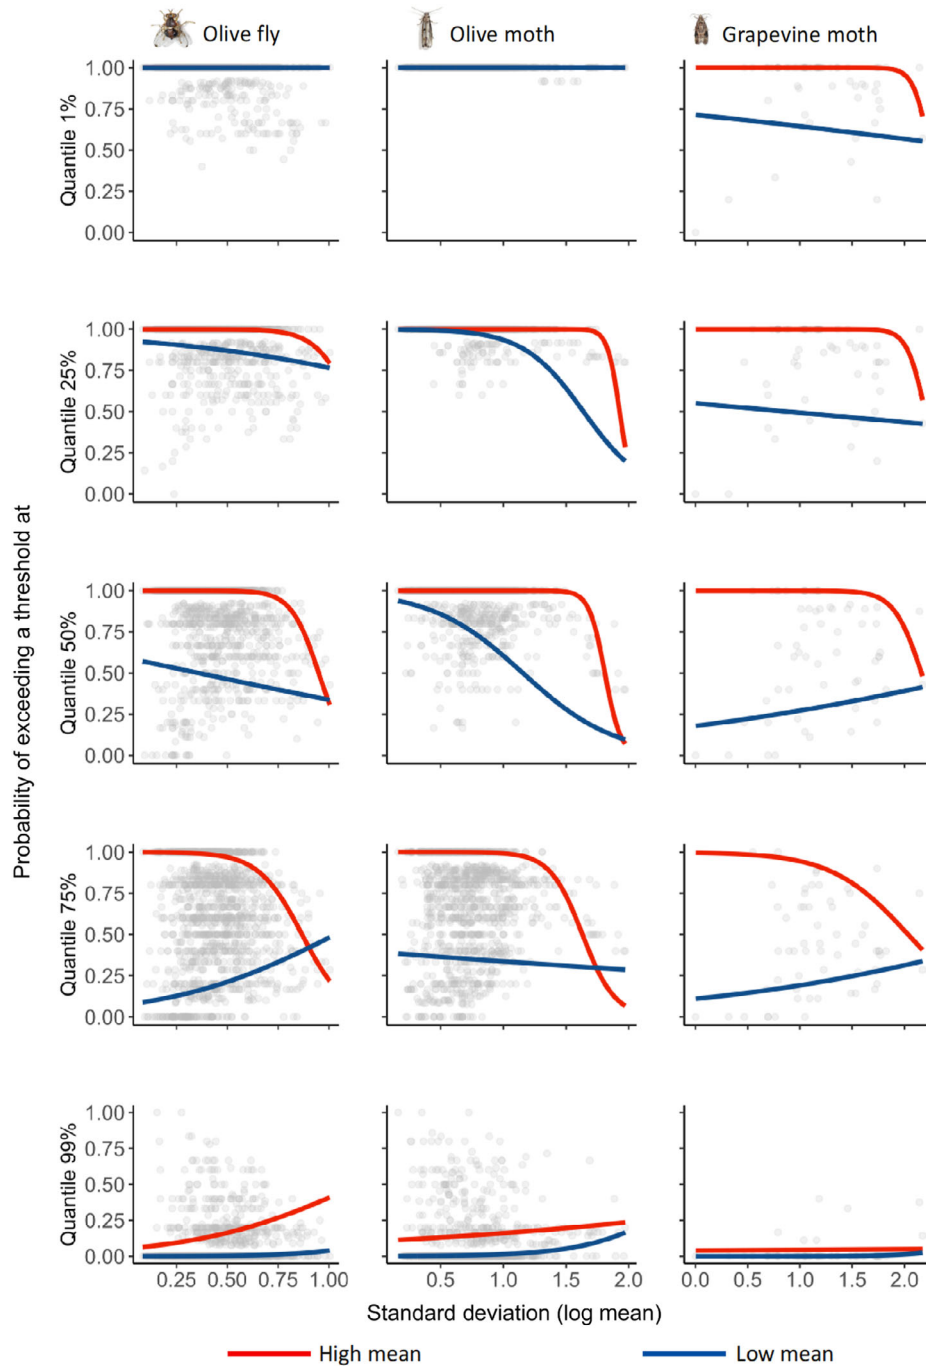 Olive fly
Olive moth
Grapevine moth
Probability of exceeding a threshold at
Quantile 1%
1.00
0.75
0.50
0.25
0.00
Quantile 25%
1.00
0.75
0.50
0.25
0.00
Quantile 50%
1.00
0.75
0.50
0.25
0.00
Quantile 75%
1.00
0.75
0.50
0.25
0.00
Quantile 99%
1.00
0.75
0.50
0.25
0.00
0.25 0.50 0.75 1.00
0.5 1.0 1.5 2.0
0.0 0.5 1.0 1.5 2.0
Standard deviation (log mean)
High mean
Low mean